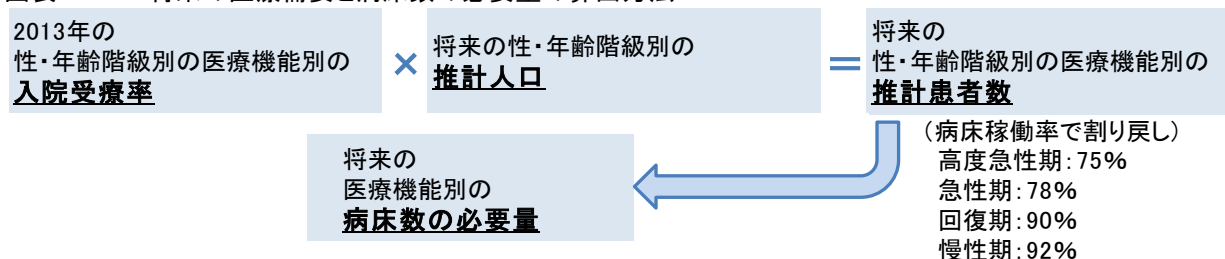 2013年の
性・年齢階級別の医療機能別の
入院受療率
×
将来の性・年齢階級別の
推計人口
＝
将来の
性・年齢階級別の医療機能別の
推計患者数
（病床稼働率で割り戻し）
高度急性期：75%
急性期：78%
回復期：90%
慢性期：92%
将来の
医療機能別の
病床数の必要量